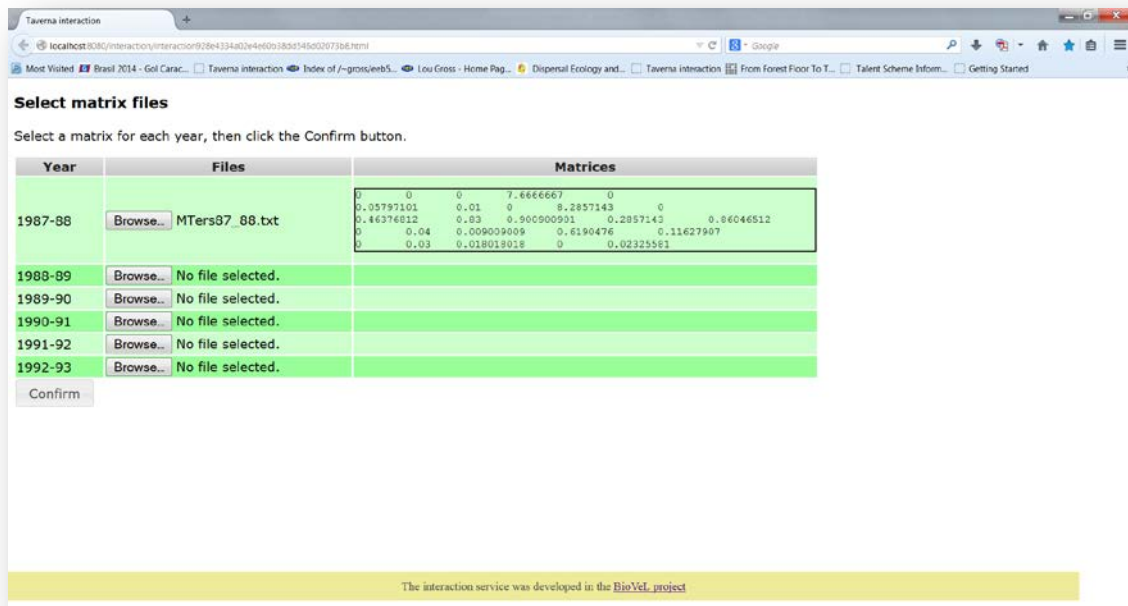 Taverna interaction
localhost:8080/interaction/interaction928e4334a02e4e60b38dd546d02073b6.html
Google
Most Visited Brasil 2014 - Gol Carac... Taverna interaction Index of /~gross/eeb5... Lou Gross - Home Pag... Dispersal Ecology and... Taverna interaction From Forest Floor To T... Talent Scheme Inform... Getting Started
Select matrix files
Select a matrix for each year, then click the Confirm button.
Year Files Matrices
0 0 0 7.6666667 0
0.05797101 0.01 0 8.2857143 0
1987-88 Browse... MTers87_88.txt 0.46376812 0.83 0.900900901 0.2857143 0.86046512
0 0.04 0.009009009 0.6190476 0.11627907
0 0.03 0.018018018 0 0.02325581
1988-89 Browse... No file selected.
1989-90 Browse... No file selected.
1990-91 Browse... No file selected.
1991-92 Browse... No file selected.
1992-93 Browse... No file selected.
Confirm
The interaction service was developed in the BioVeL project